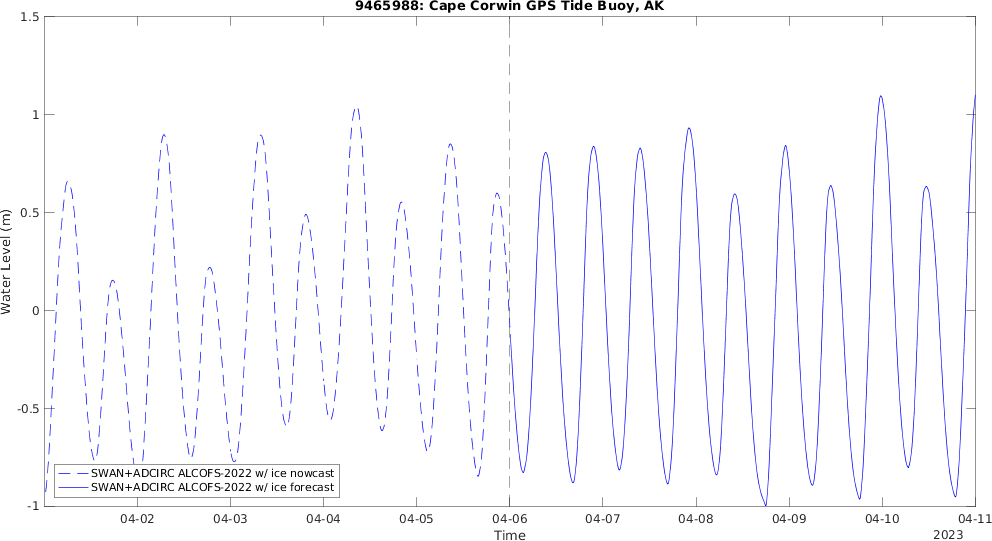 9465988: Cape Corwin GPS Tide Buoy, AK
1.5
1
0.5
0
-0.5
-1
Water Level (m)
SWAN+ADCIRC ALCOFS-2022 w/ ice nowcast
SWAN+ADCIRC ALCOFS-2022 w/ ice forecast
04-02 04-03 04-04 04-05 04-06 04-07 04-08 04-09 04-10 04-11
Time
2023